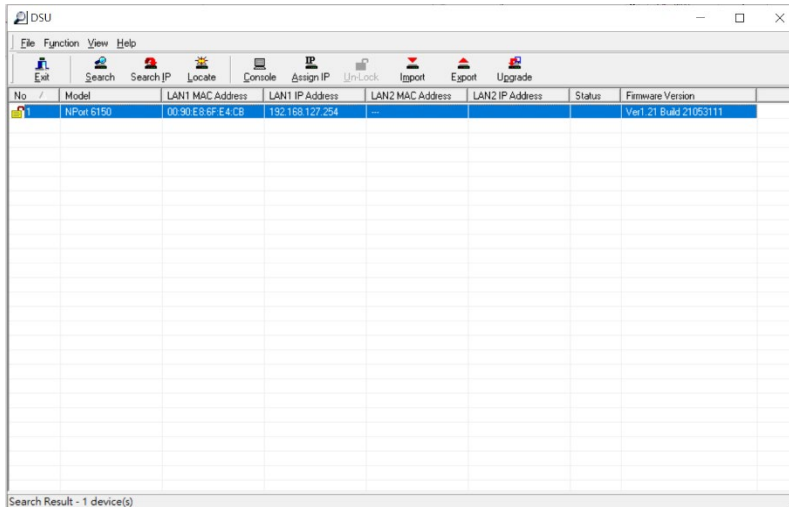 DSU
File Function View Help
Exit Search Search IP Locate Console Assign IP Un-Lock Import Export Upgrade
No / Model LAN1 MAC Address LAN1 IP Address LAN2 MAC Address LAN2 IP Address Status Firmware Version
1 NPort 6150 00:90:E8:6F:E4:CB 192.168.127.254 --- Ver1.21 Build 21053111
Search Result - 1 device(s)